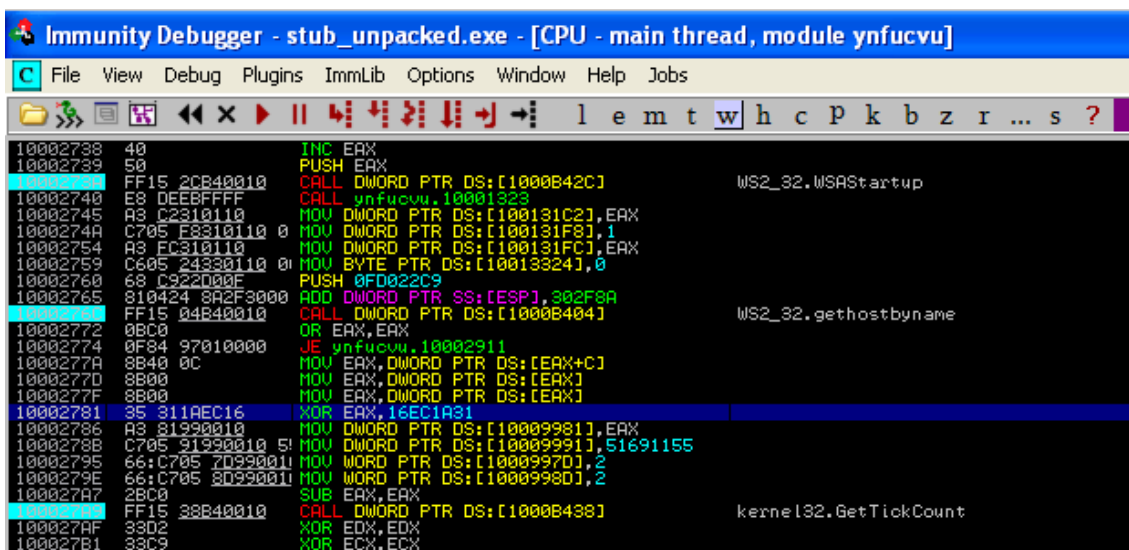 Immunity Debugger - stub_unpacked.exe - [CPU - main thread, module ynfucvu]
C File View Debug Plugins ImmLib Options Window Help Jobs
l e m t w h c P k b z r ... s ?
10002738 40 INC EAX
10002739 50 PUSH EAX
1000273A FF15 2CB40010 CALL DWORD PTR DS:[1000B42C] WS2_32.WSAStartup
10002740 E8 DEEBFFFF CALL ynfucvu.10001323
10002745 A3 C2310110 MOV DWORD PTR DS:[100131C2],EAX
1000274A C705 F8310110 0 MOV DWORD PTR DS:[100131F8],1
10002754 A3 FC310110 MOV DWORD PTR DS:[100131FC],EAX
10002759 C605 24330110 0 MOV BYTE PTR DS:[10013324],0
10002760 68 C922D00F PUSH 0FD022C9
10002765 810424 8A2F3000 ADD DWORD PTR SS:[ESP],302F8A
1000276C FF15 04B40010 CALL DWORD PTR DS:[1000B404] WS2_32.gethostbyname
10002772 0BC0 OR EAX,EAX
10002774 0F84 97010000 JE ynfucvu.10002911
1000277A 8B40 0C MOV EAX,DWORD PTR DS:[EAX+C]
1000277D 8B00 MOV EAX,DWORD PTR DS:[EAX]
1000277F 8B00 MOV EAX,DWORD PTR DS:[EAX]
10002781 35 311AEC16 XOR EAX,16EC1A31
10002786 A3 81990010 MOV DWORD PTR DS:[10009981],EAX
1000278B C705 91990010 5 MOV DWORD PTR DS:[10009991],51691155
10002795 66:C705 7D99001 MOV WORD PTR DS:[1000997D],2
1000279E 66:C705 8D99001 MOV WORD PTR DS:[1000998D],2
100027A7 2BC0 SUB EAX,EAX
100027A9 FF15 38B40010 CALL DWORD PTR DS:[1000B438] kernel32.GetTickCount
100027AF 33D2 XOR EDX,EDX
100027B1 33C9 XOR ECX,ECX